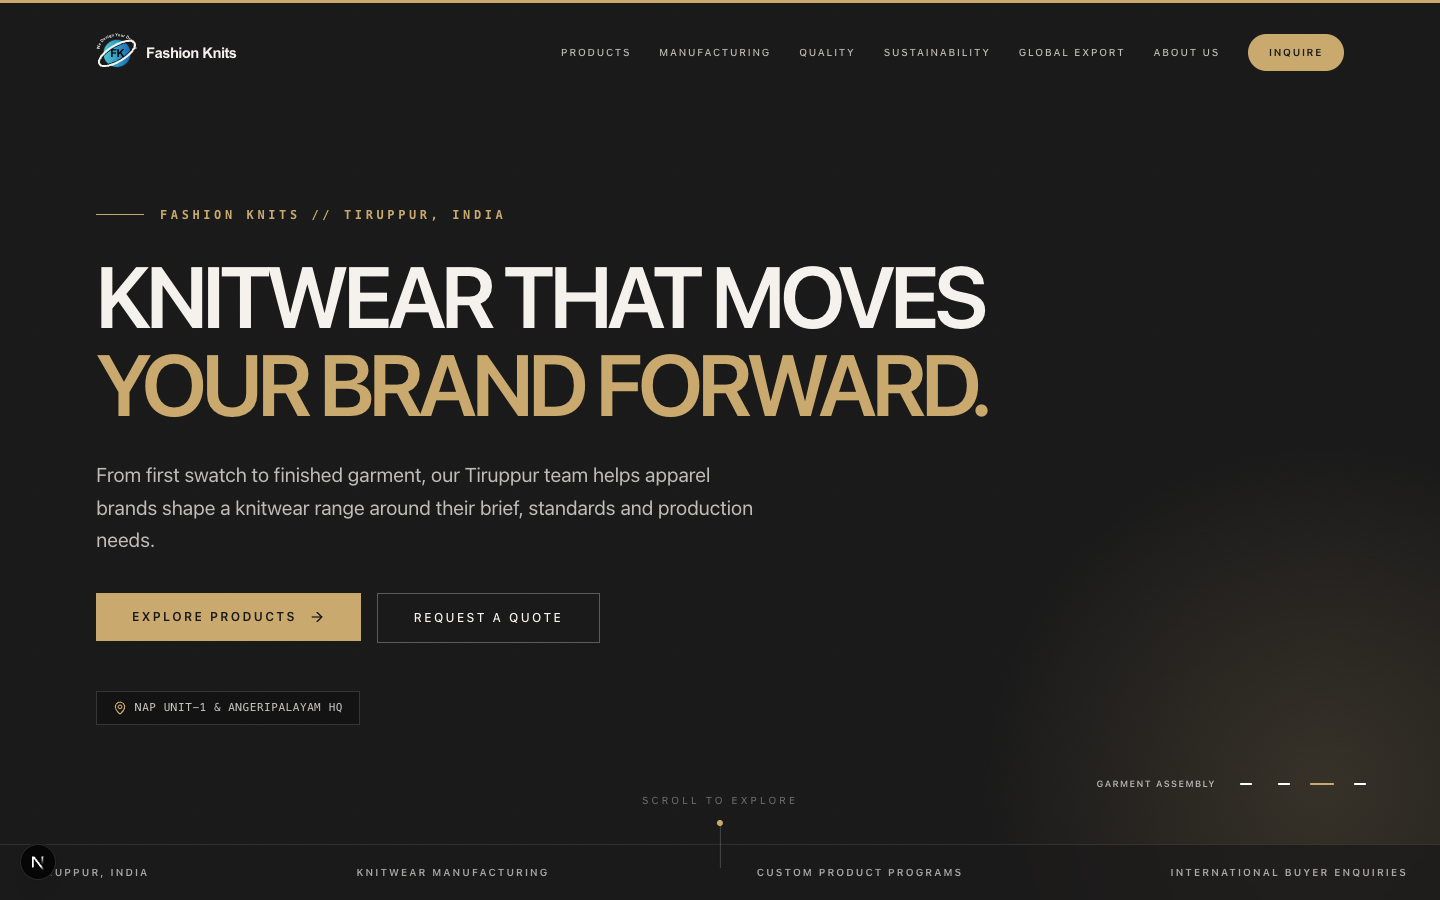 Fashion Knits
PRODUCTS
MANUFACTURING
QUALITY
SUSTAINABILITY
GLOBAL EXPORT
ABOUT US
INQUIRE
FASHION KNITS // TIRUPPUR, INDIA
KNITWEAR THAT MOVES
YOUR BRAND FORWARD.
From first swatch to finished garment, our Tiruppur team helps apparel
brands shape a knitwear range around their brief, standards and production
needs.
EXPLORE PRODUCTS
REQUEST A QUOTE
NAP UNIT-1 & ANGERIPALAYAM HQ
GARMENT ASSEMBLY
SCROLL TO EXPLORE
UPPUR, INDIA
KNITWEAR MANUFACTURING
CUSTOM PRODUCT PROGRAMS
INTERNATIONAL BUYER ENQUIRIES